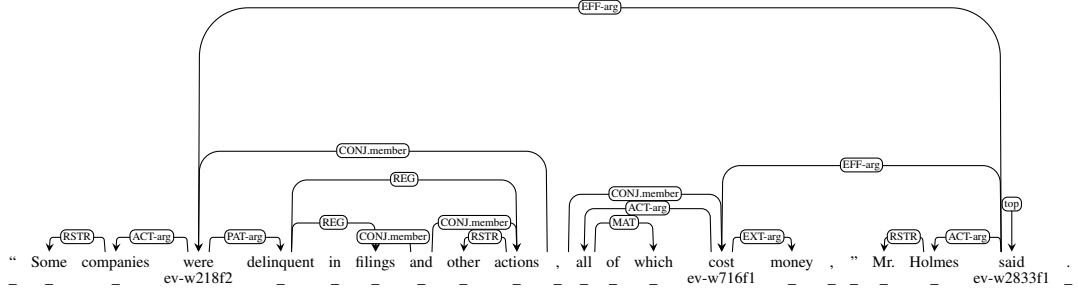 EFF-arg
CONJ.member
EFF-arg
REG
CONJ.member
ACT-arg
top
REG CONJ.member MAT
RSTR ACT-arg PAT-arg CONJ.member RSTR EXT-arg RSTR ACT-arg
“ Some companies were delinquent in filings and other actions , all of which cost money , ” Mr. Holmes said .
_ _ _ ev-w218f2 _ _ _ _ _ _ _ _ _ _ ev-w716f1 _ _ _ _ _ ev-w2833f1 _